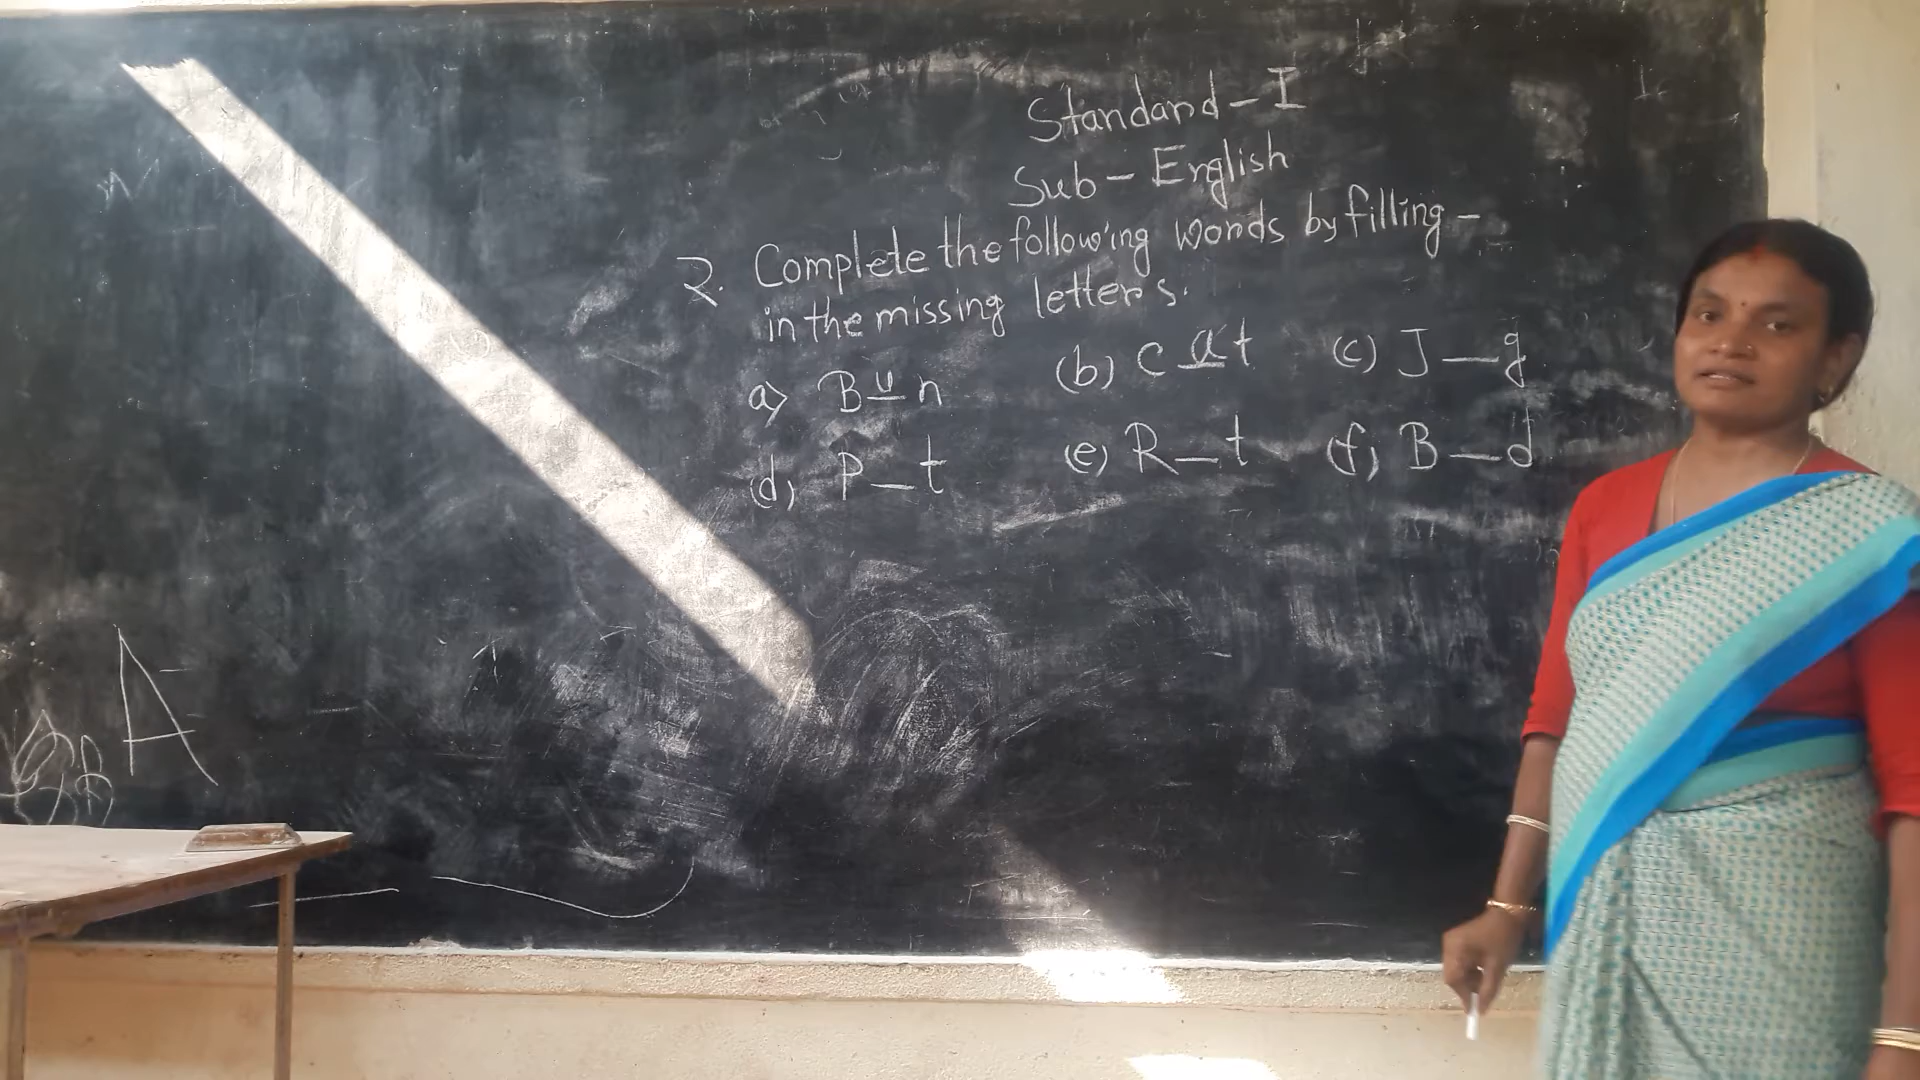 Standard - I
Sub - English
2. Complete the following words by filling -
in the missing letters.
a) B u n (b) C a t (c) J _ g
(d) P _ t (e) R _ t (f) B _ d
A